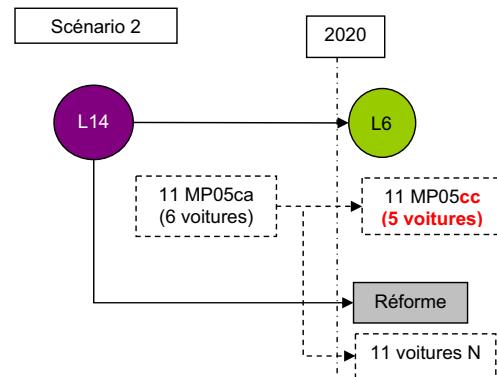 Scénario 2
2020
L14
L6
11 MP05ca
(6 voitures)
11 MP05cc
(5 voitures)
Réforme
11 voitures N